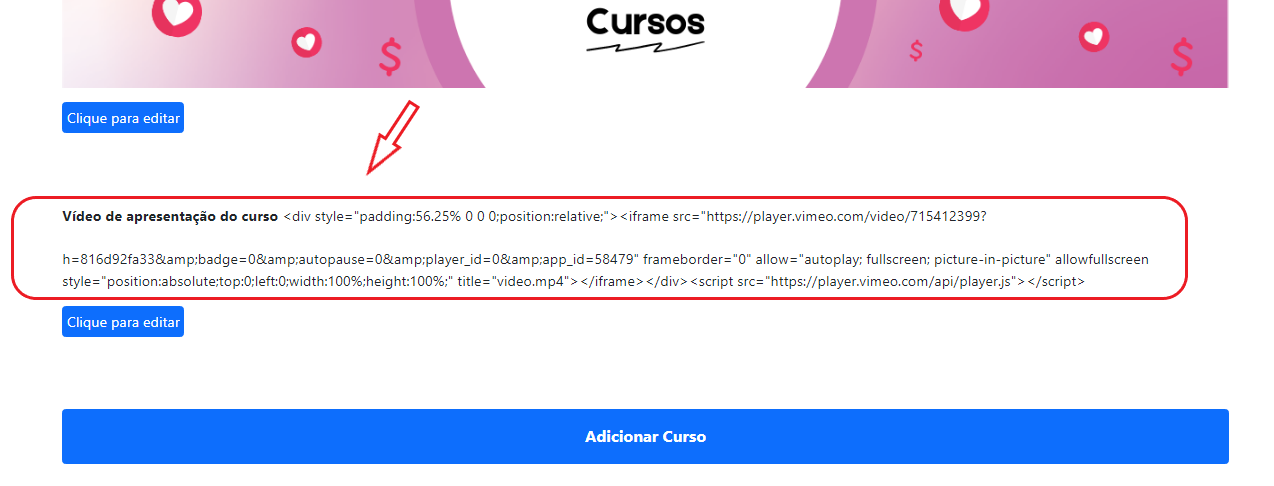 Cursos
Clique para editar
Vídeo de apresentação do curso <div style="padding:56.25% 0 0 0;position:relative;"><iframe src="https://player.vimeo.com/video/715412399?
h=816d92fa33&amp;badge=0&amp;autopause=0&amp;player_id=0&amp;app_id=58479" frameborder="0" allow="autoplay; fullscreen; picture-in-picture" allowfullscreen
style="position:absolute;top:0;left:0;width:100%;height:100%;" title="video.mp4"></iframe></div><script src="https://player.vimeo.com/api/player.js"></script>
Clique para editar
Adicionar Curso